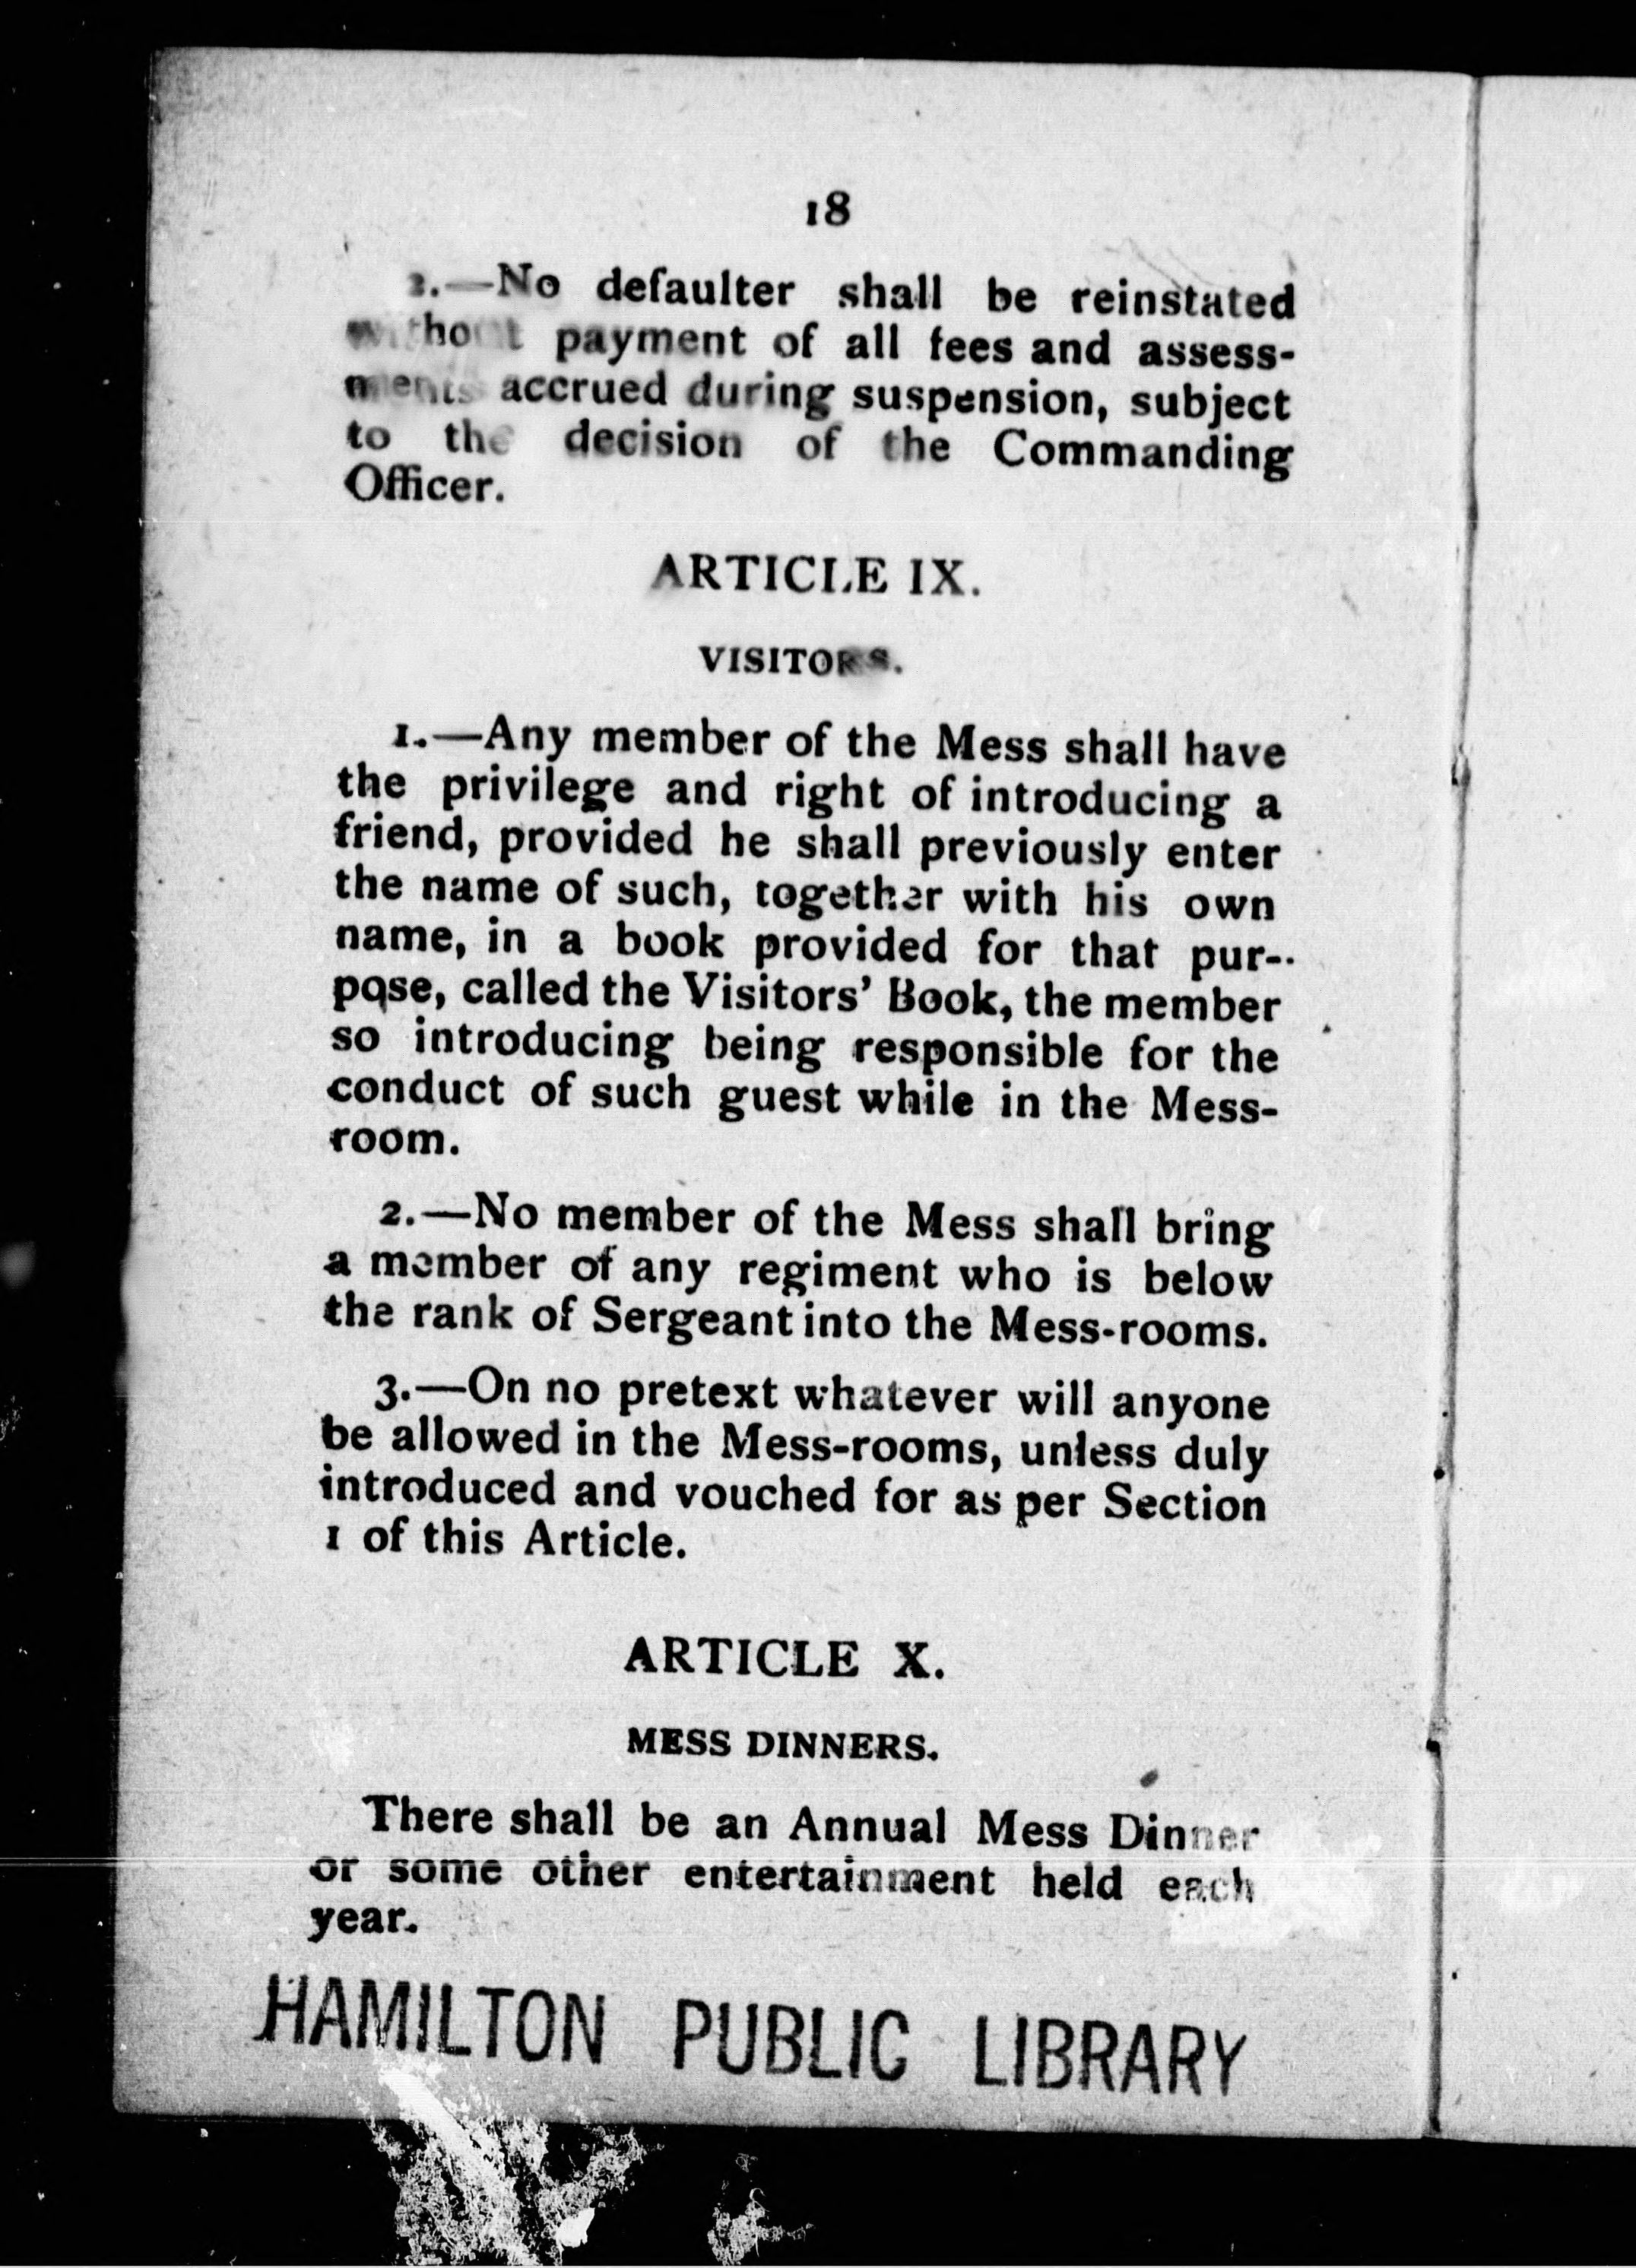 18
2.—No defaulter shall be reinstated
without payment of all fees and assess-
ments accrued during suspension, subject
to the decision of the Commanding
Officer.
ARTICLE IX.
VISITORS.
1.—Any member of the Mess shall have
the privilege and right of introducing a
friend, provided he shall previously enter
the name of such, together with his own
name, in a book provided for that pur-
pose, called the Visitors' Book, the member
so introducing being responsible for the
conduct of such guest while in the Mess-
room.
2.—No member of the Mess shall bring
a member of any regiment who is below
the rank of Sergeant into the Mess-rooms.
3.—On no pretext whatever will anyone
be allowed in the Mess-rooms, unless duly
introduced and vouched for as per Section
1 of this Article.
ARTICLE X.
MESS DINNERS.
There shall be an Annual Mess Dinner
or some other entertainment held each
year.
HAMILTON PUBLIC LIBRARY